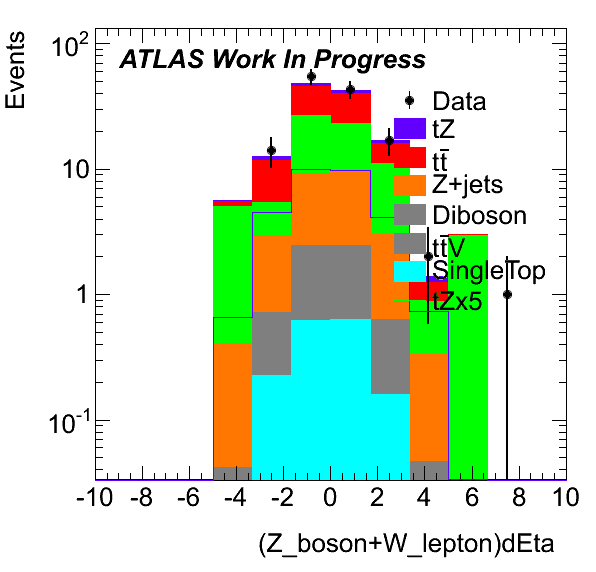 Events
10²
10
1
10⁻¹
ATLAS Work In Progress
Data
tZ
tt̄
Z+jets
Diboson
tt̄V
SingleTop
tZx5
-10 -8 -6 -4 -2 0 2 4 6 8 10
(Z_boson+W_lepton)dEta